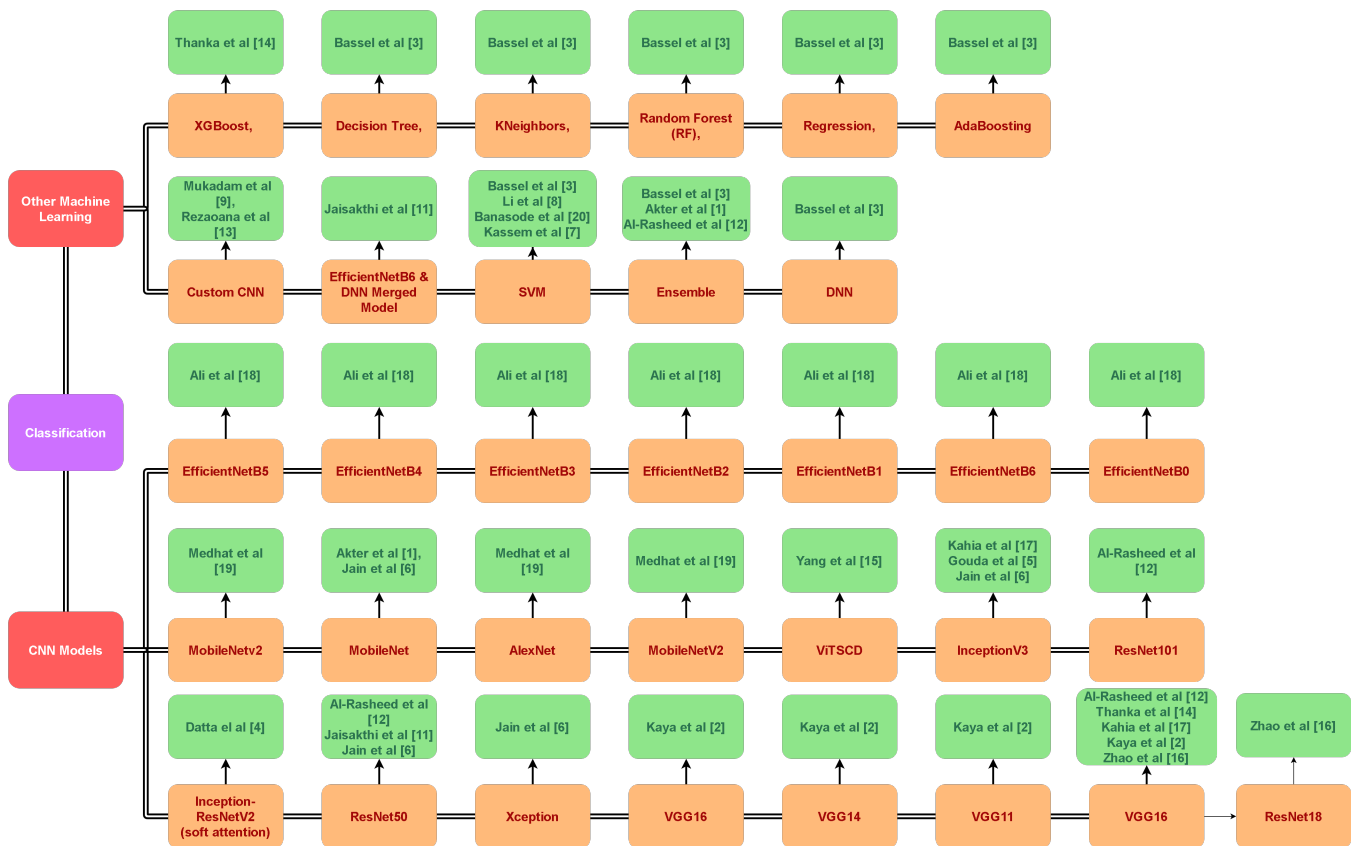 Thanka et al [14]
Bassel et al [3]
Bassel et al [3]
Bassel et al [3]
Bassel et al [3]
Bassel et al [3]
XGBoost,
Decision Tree,
KNeighbors,
Random Forest
(RF),
Regression,
AdaBoosting
Other Machine
Learning
Mukadam et al
[9],
Rezaoana et al
[13]
Jaisakthi et al [11]
Bassel et al [3]
Li et al [8]
Banasode et al [20]
Kassem et al [7]
Bassel et al [3]
Akter et al [1]
Al-Rasheed et al [12]
Bassel et al [3]
Custom CNN
EfficientNetB6 &
DNN Merged
Model
SVM
Ensemble
DNN
Ali et al [18]
Ali et al [18]
Ali et al [18]
Ali et al [18]
Ali et al [18]
Ali et al [18]
Ali et al [18]
Classification
EfficientNetB5
EfficientNetB4
EfficientNetB3
EfficientNetB2
EfficientNetB1
EfficientNetB6
EfficientNetB0
Medhat et al
[19]
Akter et al [1],
Jain et al [6]
Medhat et al
[19]
Medhat et al [19]
Yang et al [15]
Kahia et al [17]
Gouda et al [5]
Jain et al [6]
Al-Rasheed et al
[12]
CNN Models
MobileNetv2
MobileNet
AlexNet
MobileNetV2
ViTSCD
InceptionV3
ResNet101
Datta el al [4]
Al-Rasheed et al
[12]
Jaisakthi et al [11]
Jain et al [6]
Jain et al [6]
Kaya et al [2]
Kaya et al [2]
Kaya et al [2]
Al-Rasheed et al [12]
Thanka et al [14]
Kahia et al [17]
Kaya et al [2]
Zhao et al [16]
Zhao et al [16]
Inception-
ResNetV2
(soft attention)
ResNet50
Xception
VGG16
VGG14
VGG11
VGG16
ResNet18